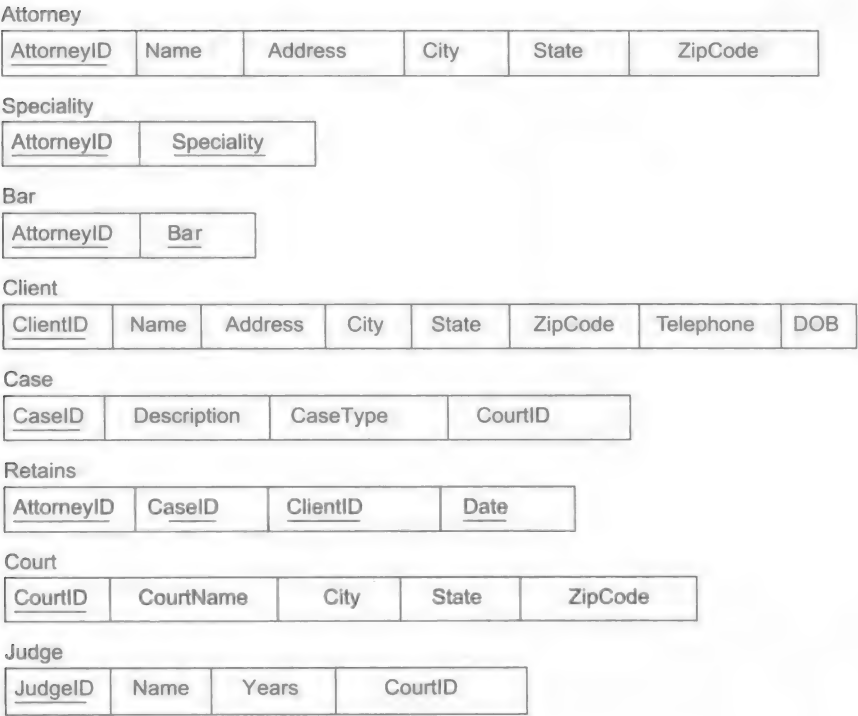 Attorney
AttorneyID Name Address City State ZipCode
Speciality
AttorneyID Speciality
Bar
AttorneyID Bar
Client
ClientID Name Address City State ZipCode Telephone DOB
Case
CaseID Description CaseType CourtID
Retains
AttorneyID CaseID ClientID Date
Court
CourtID CourtName City State ZipCode
Judge
JudgeID Name Years CourtID